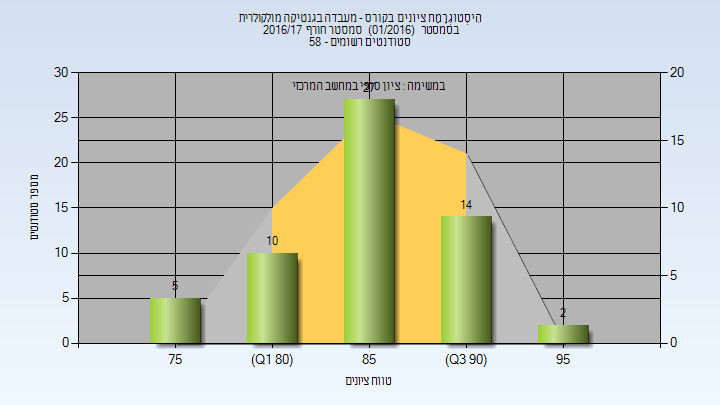 היסטוגרמת ציונים בקורס - מעבדה בגנטיקה מולקולרית
בסמסטר (01/2016) סמסטר חורף 2016/17
סטודנטים רשומים - 58
במשימה : ציון סופי במחשב המרכזי
30
25
20
15
10
5
0
מספר סטודנטים
20
15
10
5
0
5
10
27
14
2
75
(Q1 80)
85
(Q3 90)
95
טווח ציונים